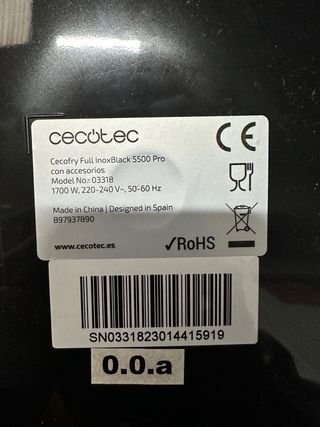 cecotec
Cecofry Full InoxBlack 5500 Pro
con accesorios
Model No.: 03318
1700 W, 220-240 V~, 50-60 Hz
Made in China | Designed in Spain
B97937890
www.cecotec.es
CE
✓RoHS
SN0331823014415919
0.0.a